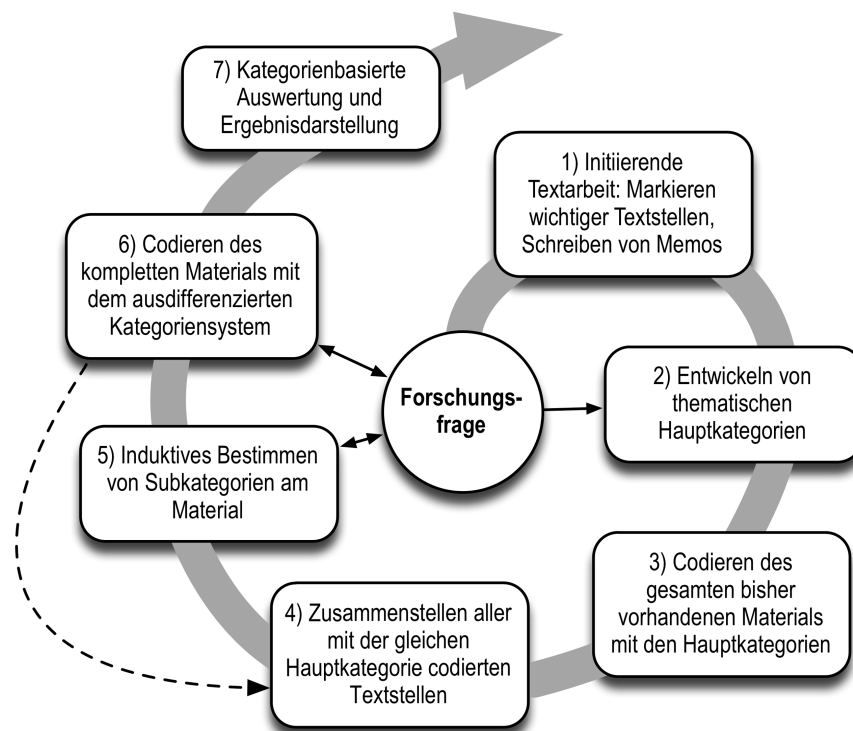 7) Kategorienbasierte
Auswertung und
Ergebnisdarstellung
1) Initiierende
Textarbeit: Markieren
wichtiger Textstellen,
Schreiben von Memos
6) Codieren des
kompletten Materials mit
dem ausdifferenzierten
Kategoriensystem
Forschungs-
frage
2) Entwickeln von
thematischen
Hauptkategorien
5) Induktives Bestimmen
von Subkategorien am
Material
3) Codieren des
gesamten bisher
vorhandenen Materials
mit den Hauptkategorien
4) Zusammenstellen aller
mit der gleichen
Hauptkategorie codierten
Textstellen